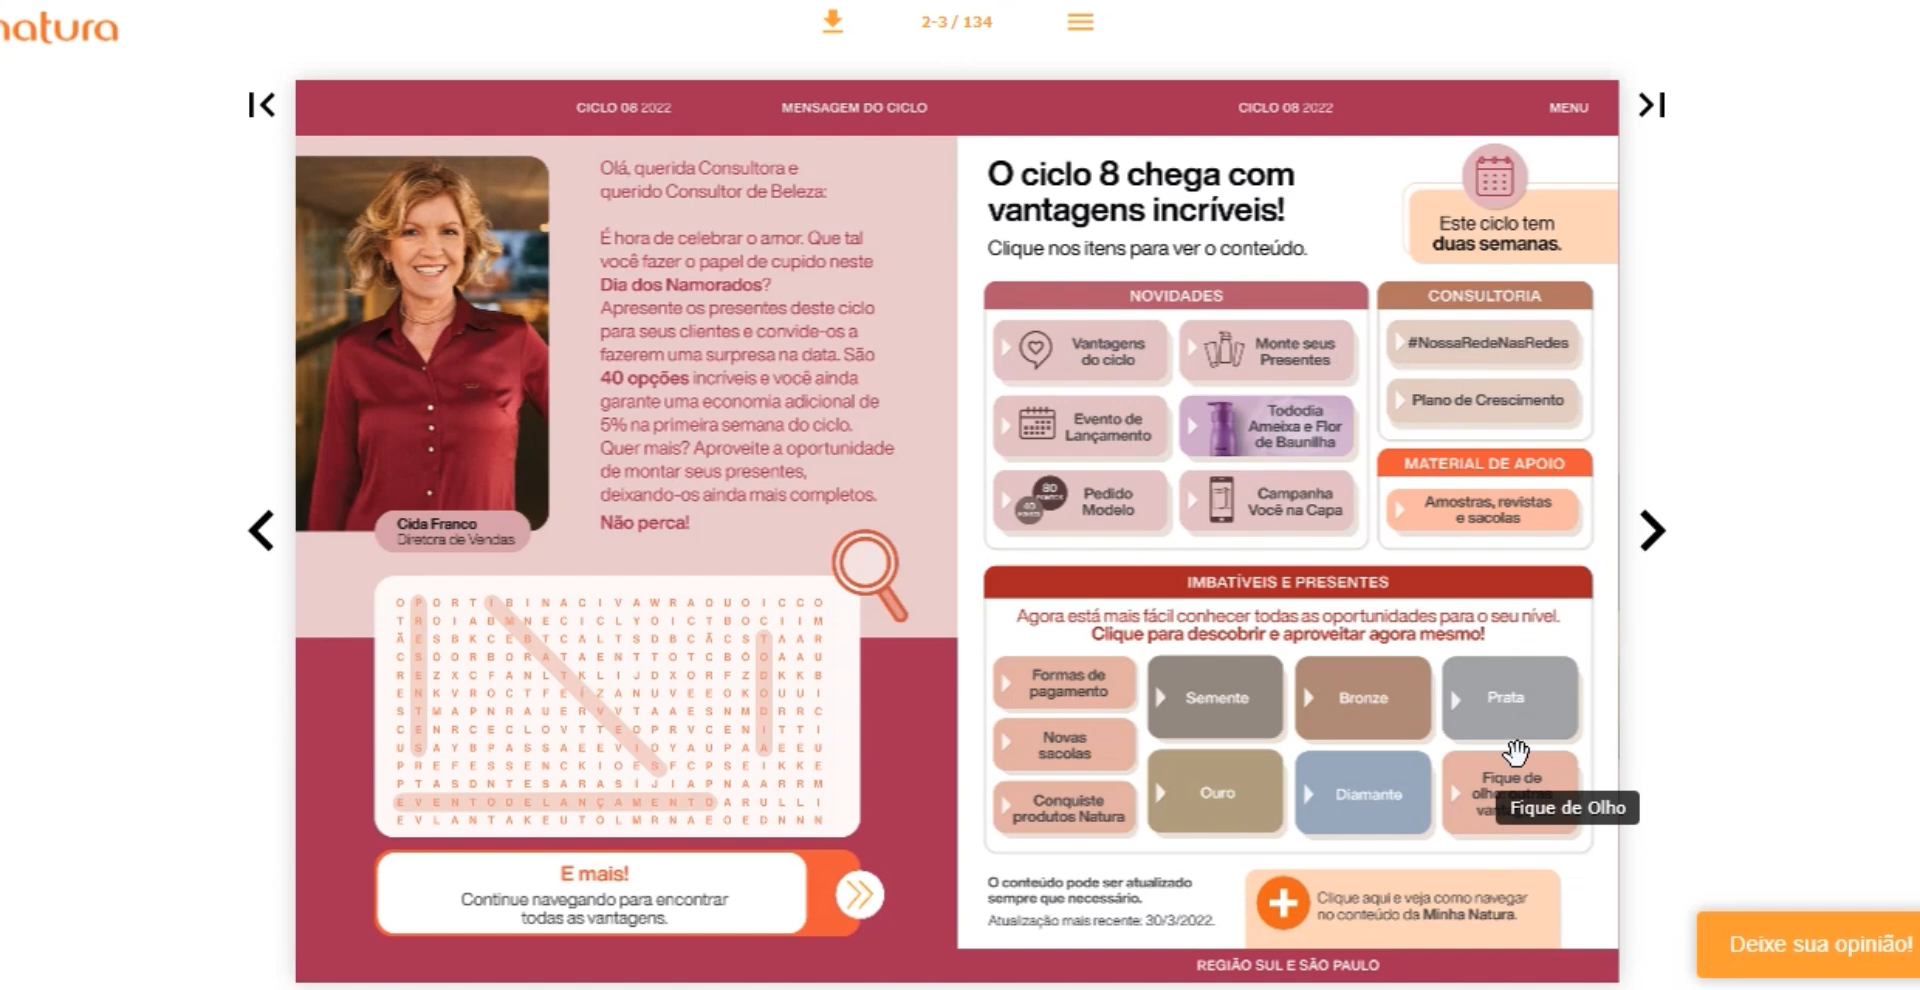 natura
2-3 / 134
CICLO 08 2022
MENSAGEM DO CICLO
CICLO 08 2022
MENU
Olá, querida Consultora e
querido Consultor de Beleza:
É hora de celebrar o amor. Que tal
você fazer o papel de cupido neste
Dia dos Namorados?
Apresente os presentes deste ciclo
para seus clientes e convide-os a
fazerem uma surpresa na data. São
40 opções incríveis e você ainda
garante uma economia adicional de
5% na primeira semana do ciclo.
Quer mais? Aproveite a oportunidade
de montar seus presentes,
deixando-os ainda mais completos.
Não perca!
Cida Franco
Diretora de Vendas
E mais!
Continue navegando para encontrar
todas as vantagens.
O ciclo 8 chega com
vantagens incríveis!
Clique nos itens para ver o conteúdo.
Este ciclo tem
duas semanas.
NOVIDADES
Vantagens
do ciclo
Monte seus
Presentes
Evento de
Lançamento
Tododia
Ameixa e Flor
de Baunilha
80
PONTOS
40
PONTOS
Pedido
Modelo
Campanha
Você na Capa
CONSULTORIA
#NossaRedeNasRedes
Plano de Crescimento
MATERIAL DE APOIO
Amostras, revistas
e sacolas
IMBATÍVEIS E PRESENTES
Agora está mais fácil conhecer todas as oportunidades para o seu nível.
Clique para descobrir e aproveitar agora mesmo!
Formas de
pagamento
Novas
sacolas
Conquiste
produtos Natura
Semente
Bronze
Prata
Ouro
Diamante
Fique de
Fique de Olho
O conteúdo pode ser atualizado
sempre que necessário.
Atualização mais recente: 30/3/2022.
Clique aqui e veja como navegar
no conteúdo da Minha Natura.
REGIÃO SUL E SÃO PAULO
Deixe sua opinião!